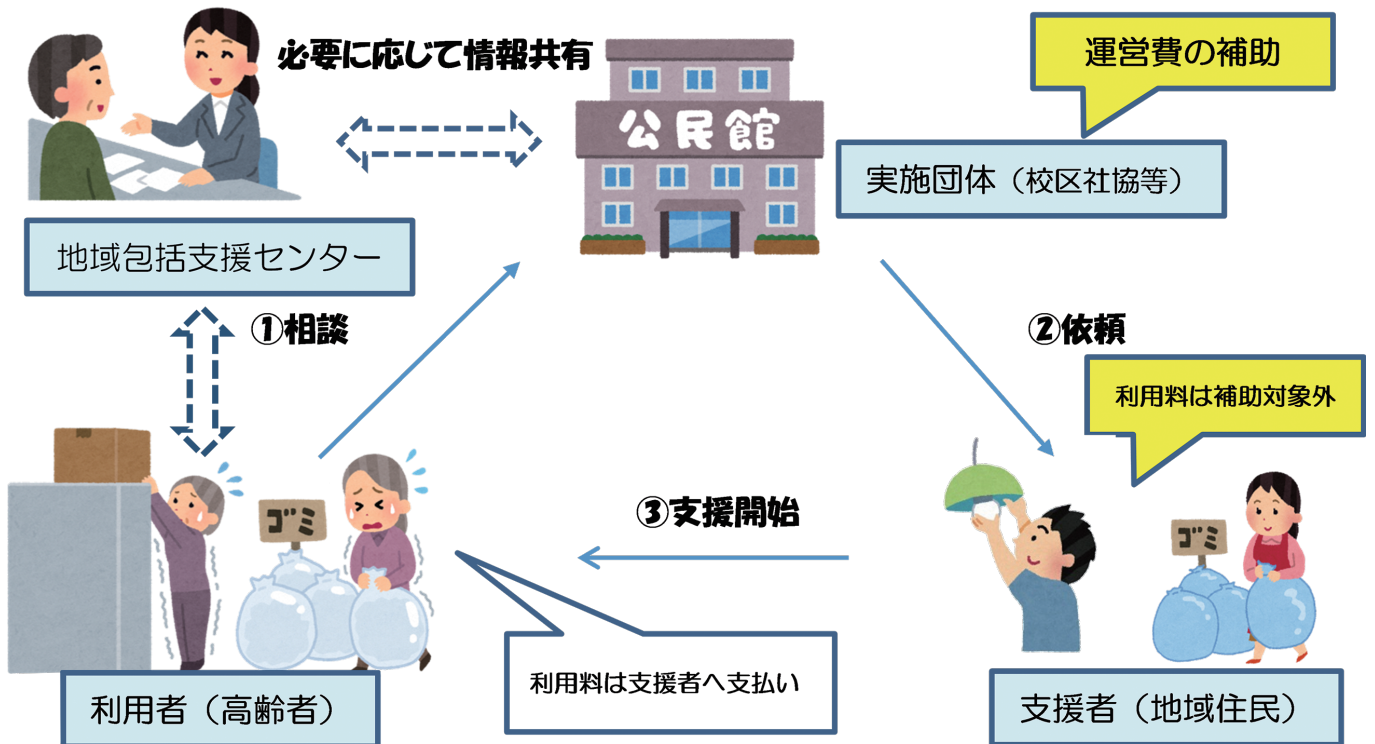 必要に応じて情報共有
公民館
運営費の補助
実施団体（校区社協等）
地域包括支援センター
①相談
②依頼
利用料は補助対象外
ゴミ
③支援開始
ゴミ
利用料は支援者へ支払い
利用者（高齢者）
支援者（地域住民）